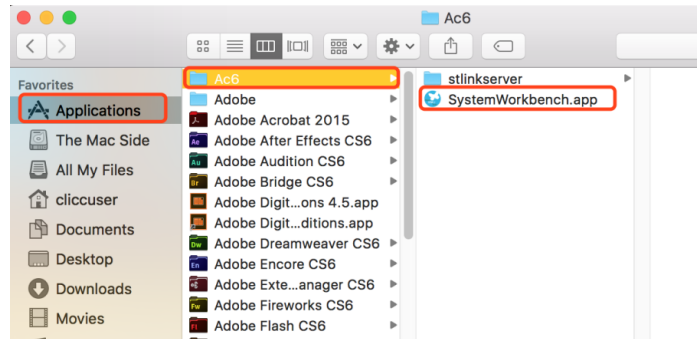 Ac6
Favorites
Applications
The Mac Side
All My Files
cliccuser
Documents
Desktop
Downloads
Movies
Ac6
Adobe
Adobe Acrobat 2015
Adobe After Effects CS6
Adobe Audition CS6
Adobe Bridge CS6
Adobe Digit...ons 4.5.app
Adobe Digit...ditions.app
Adobe Dreamweaver CS6
Adobe Encore CS6
Adobe Exte...anager CS6
Adobe Fireworks CS6
Adobe Flash CS6
stlinkserver
SystemWorkbench.app